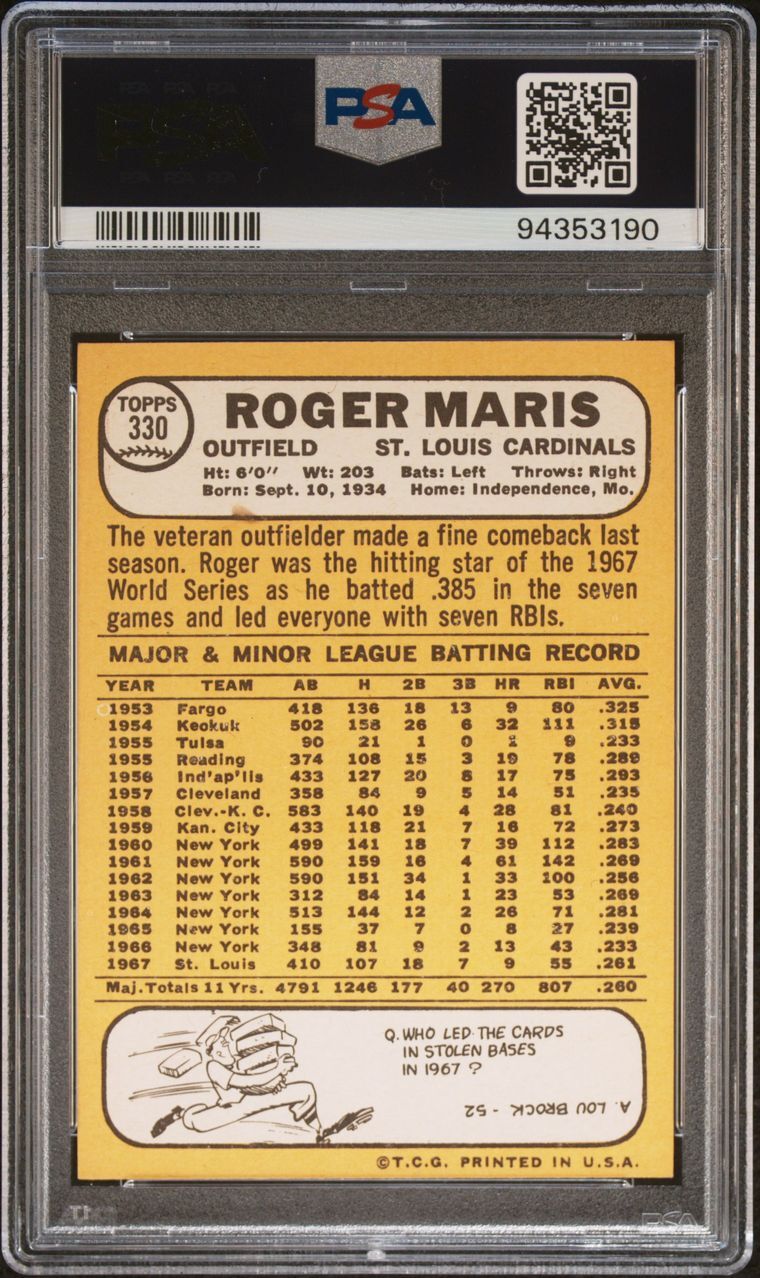 PSA
94353190
TOPPS
330
ROGER MARIS
OUTFIELD ST. LOUIS CARDINALS
Ht: 6'0" Wt: 203 Bats: Left Throws: Right
Born: Sept. 10, 1934 Home: Independence, Mo.
The veteran outfielder made a fine comeback last
season. Roger was the hitting star of the 1967
World Series as he batted .385 in the seven
games and led everyone with seven RBIs.
MAJOR & MINOR LEAGUE BATTING RECORD
YEAR TEAM AB H 2B 3B HR RBI AVG.
1953 Fargo 418 136 18 13 9 80 .325
1954 Keokuk 502 158 26 6 32 111 .315
1955 Tulsa 90 21 1 0 1 9 .233
1955 Reading 374 108 15 3 19 78 .289
1956 Ind'ap'lis 433 127 20 8 17 75 .293
1957 Cleveland 358 84 9 5 14 51 .235
1958 Clev.-K. C. 583 140 19 4 28 81 .240
1959 Kan. City 433 118 21 7 16 72 .273
1960 New York 499 141 18 7 39 112 .283
1961 New York 590 159 16 4 61 142 .269
1962 New York 590 151 34 1 33 100 .256
1963 New York 312 84 14 1 23 53 .269
1964 New York 513 144 12 2 26 71 .281
1965 New York 155 37 7 0 8 27 .239
1966 New York 348 81 9 2 13 43 .233
1967 St. Louis 410 107 18 7 9 55 .261
Maj. Totals 11 Yrs. 4791 1246 177 40 270 807 .260
Q. WHO LED THE CARDS
IN STOLEN BASES
IN 1967 ?
A. LOU BROCK - 52
©T.C.G. PRINTED IN U.S.A.
PSA